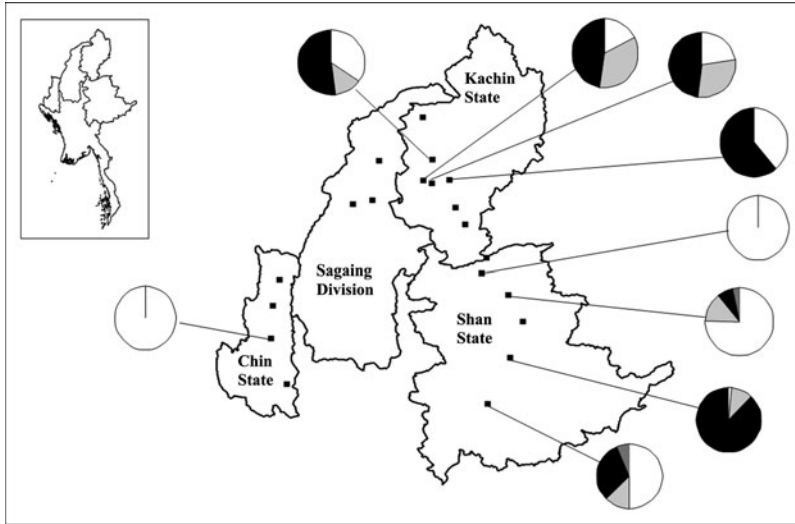 Kachin
State
Sagaing
Division
Shan
State
Chin
State